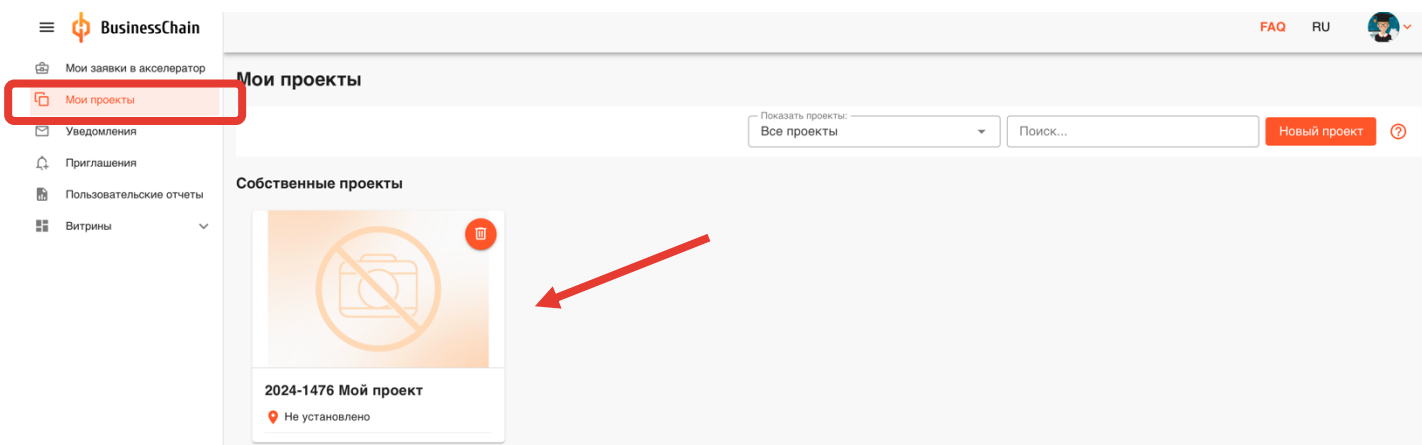 BusinessChain
FAQ RU
Мои заявки в акселератор
Мои проекты
Уведомления
Приглашения
Пользовательские отчеты
Витрины
Мои проекты
Показать проекты:
Все проекты
Поиск...
Новый проект
?
Собственные проекты
2024-1476 Мой проект
Не установлено